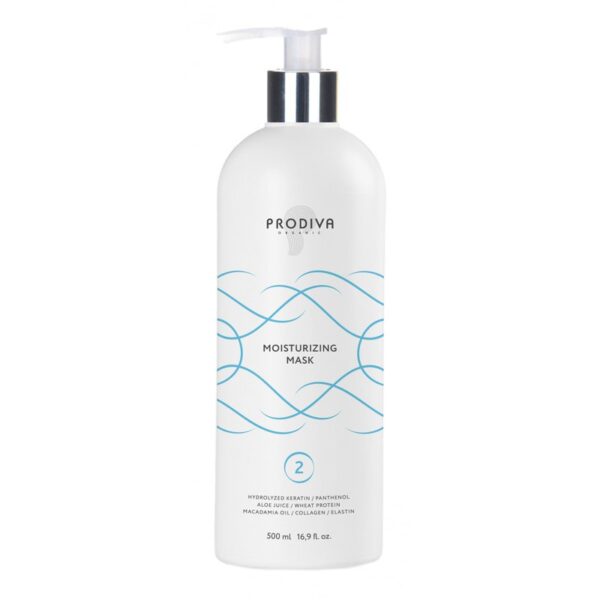 PRODIVA
ORGANIC
MOISTURIZING
MASK
2
HYDROLYZED KERATIN / PANTHENOL
ALOE JUICE / WHEAT PROTEIN
MACADAMIA OIL / COLLAGEN / ELASTIN
500 ml 16,9 fl. oz.